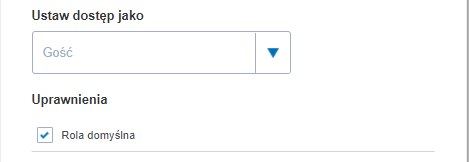 Ustaw dostęp jako
Gość
Uprawnienia
Rola domyślna